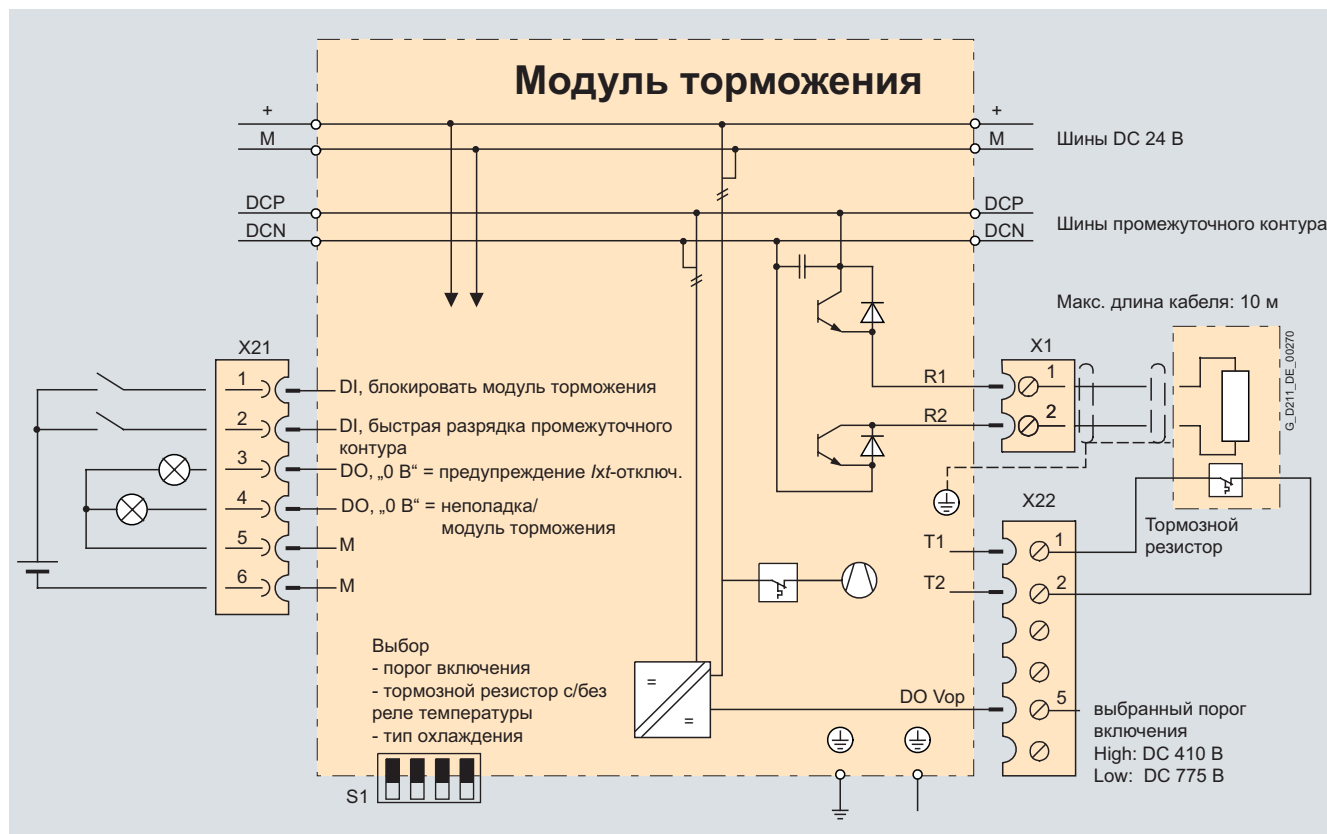 Модуль торможения
+
M
DCP
DCN
+
M
Шины DC 24 В
DCP
DCN
Шины промежуточного контура
Макс. длина кабеля: 10 м
X21
1
DI, блокировать модуль торможения
2
DI, быстрая разрядка промежуточного
контура
3
DO, „0 В“ = предупреждение Ixt-отключ.
4
DO, „0 В“ = неполадка/
модуль торможения
5
M
6
M
R1
R2
X1
1
2
G_D211_DE_00270
Тормозной
резистор
X22
T1
1
T2
2
DO Vop
5
выбранный порог
включения
High: DC 410 В
Low: DC 775 В
Выбор
- порог включения
- тормозной резистор с/без
реле температуры
- тип охлаждения
S1
=
=